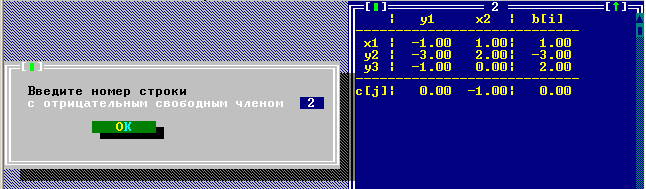 [▮]
Введите номер строки
с отрицательным свободным членом 2
OK
[▮] 2 [↑]
¦ y1 x2 ¦ b[i]
x1 ¦ -1.00 1.00¦ 1.00
y2 ¦ -3.00 2.00¦ -3.00
y3 ¦ -1.00 0.00¦ 2.00
c[j]¦ 0.00 -1.00¦ 0.00